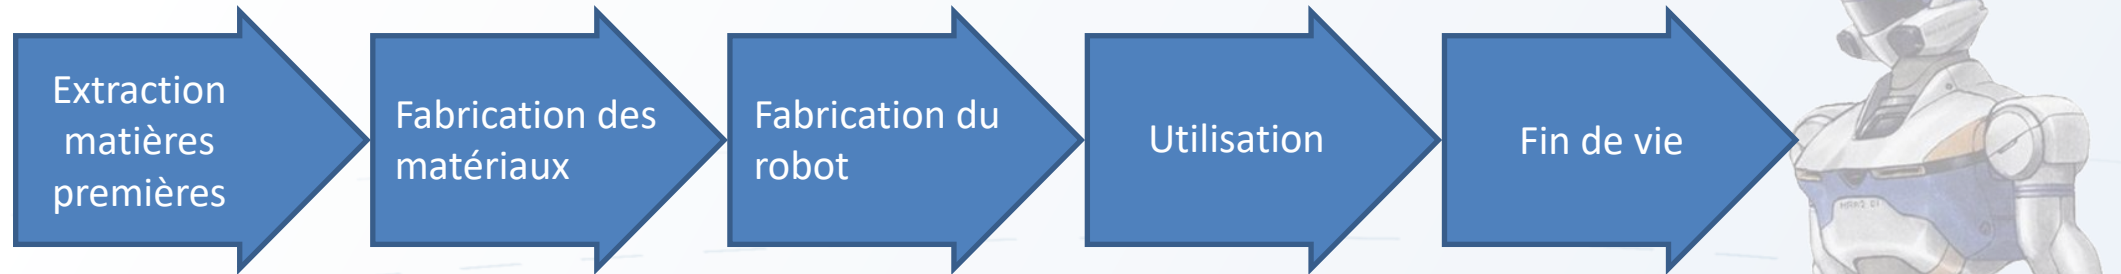 Extraction
matières
premières
Fabrication des
matériaux
Fabrication du
robot
Utilisation
Fin de vie